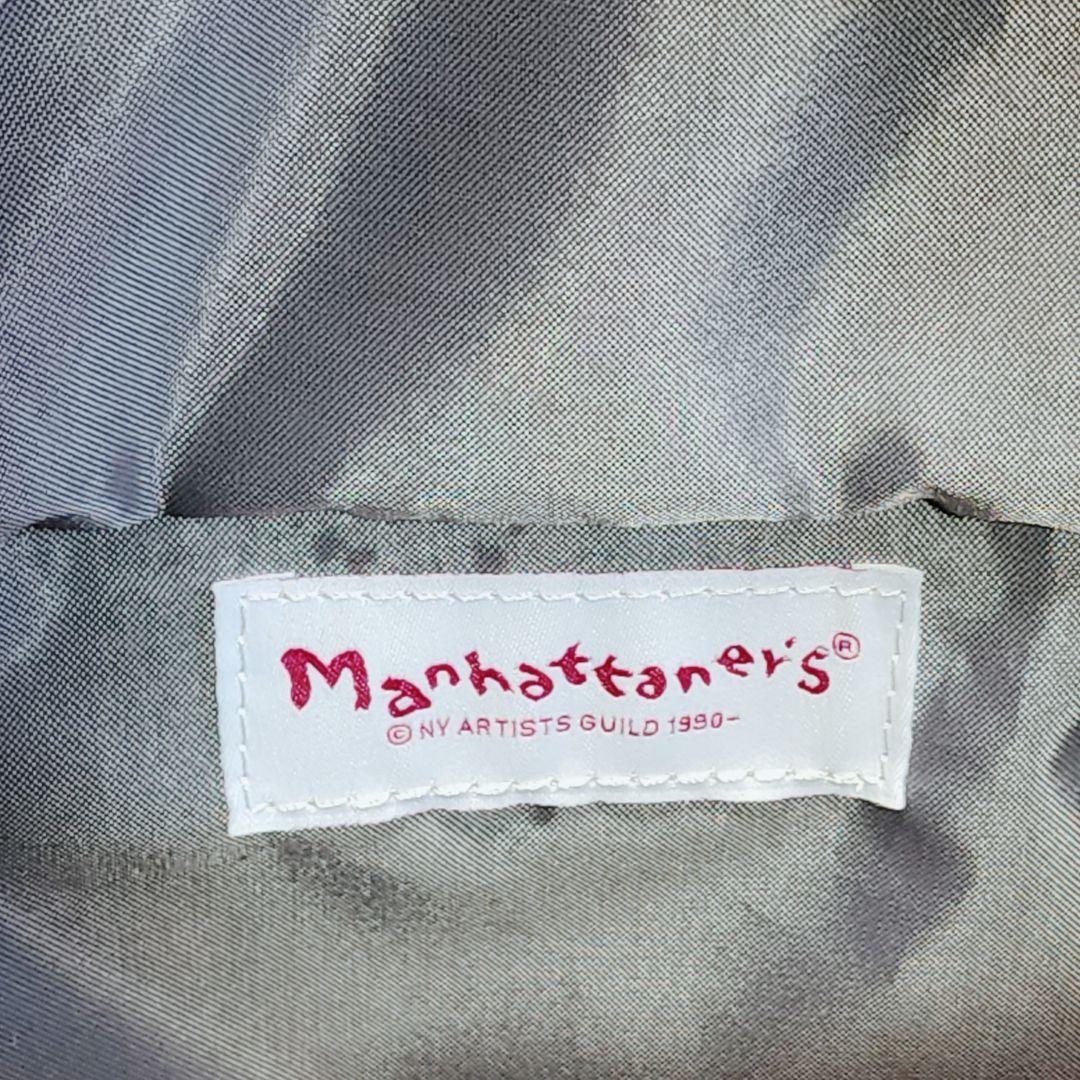 Manhattaner's®
© NY ARTISTS GUILD 1990-